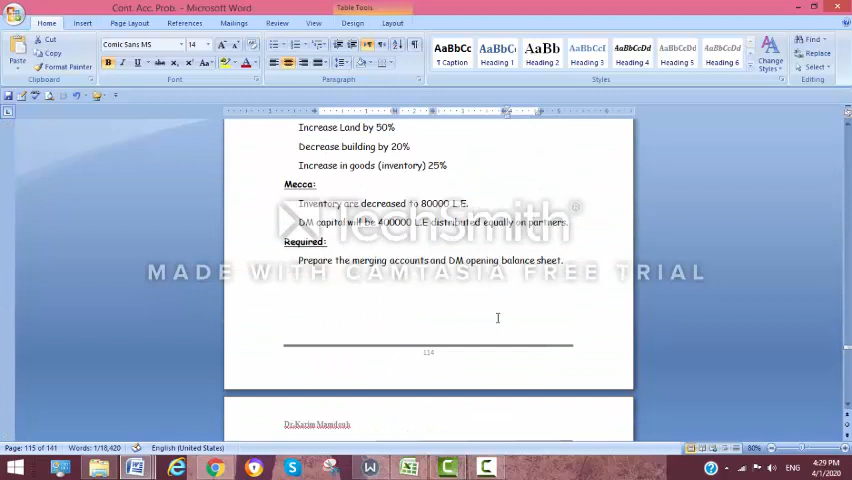 Cont. Acc. Prob. - Microsoft Word
Table Tools
Home Insert Page Layout References Mailings Review View Design Layout
Paste
Cut
Copy
Format Painter
Clipboard
Comic Sans MS 14
Font
Paragraph
AaBbCc AaBbCc AaBb AaBbCcI AaBbCcDd AaBbCcDd AaBbCcDd
¶ Caption Heading 1 Heading 2 Heading 3 Heading 4 Heading 5 Heading 6
Change Styles
Styles
Find
Replace
Select
Editing
Increase Land by 50%
Decrease building by 20%
Increase in goods (inventory) 25%
Mecca:
Inventory are decreased to 80000 L.E.
DM capital will be 400000 L.E distributed equally on partners.
Required:
Prepare the merging accounts and DM opening balance sheet.
TechSmith®
MADE WITH CAMTASIA FREE TRIAL
114
Dr.Karim Mamdouh
Page: 115 of 141 Words: 1/18,420 English (United States) 80%
ENG
4:29 PM
4/1/2020